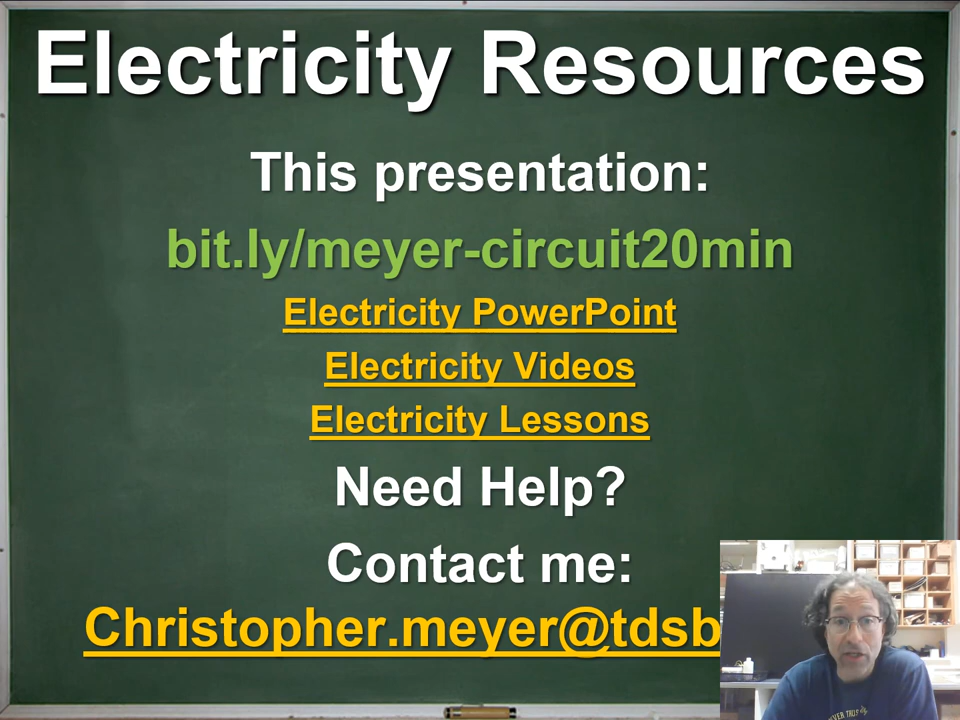 Electricity Resources
This presentation:
bit.ly/meyer-circuit20min
Electricity PowerPoint
Electricity Videos
Electricity Lessons
Need Help?
Contact me:
Christopher.meyer@tdsb